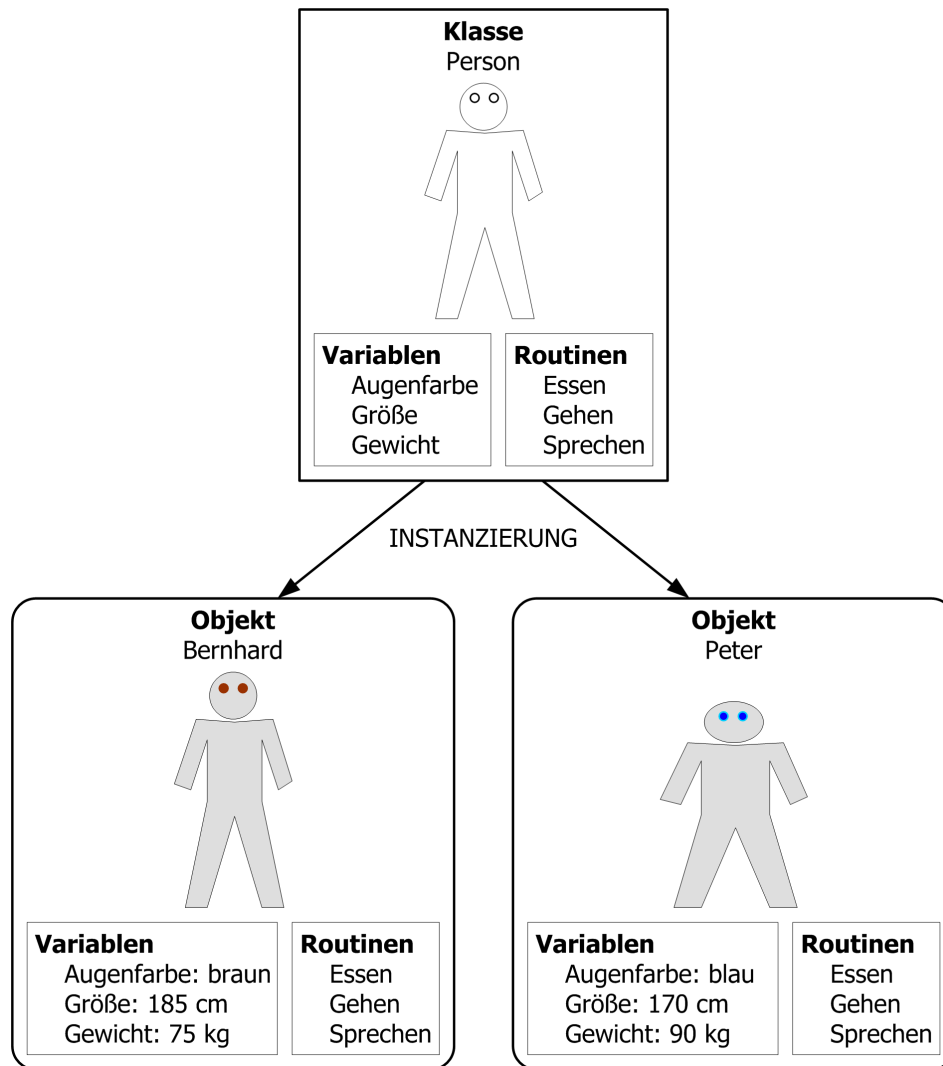 Klasse
Person
Variablen
Augenfarbe
Größe
Gewicht
Routinen
Essen
Gehen
Sprechen
INSTANZIERUNG
Objekt
Bernhard
Variablen
Augenfarbe: braun
Größe: 185 cm
Gewicht: 75 kg
Routinen
Essen
Gehen
Sprechen
Objekt
Peter
Variablen
Augenfarbe: blau
Größe: 170 cm
Gewicht: 90 kg
Routinen
Essen
Gehen
Sprechen